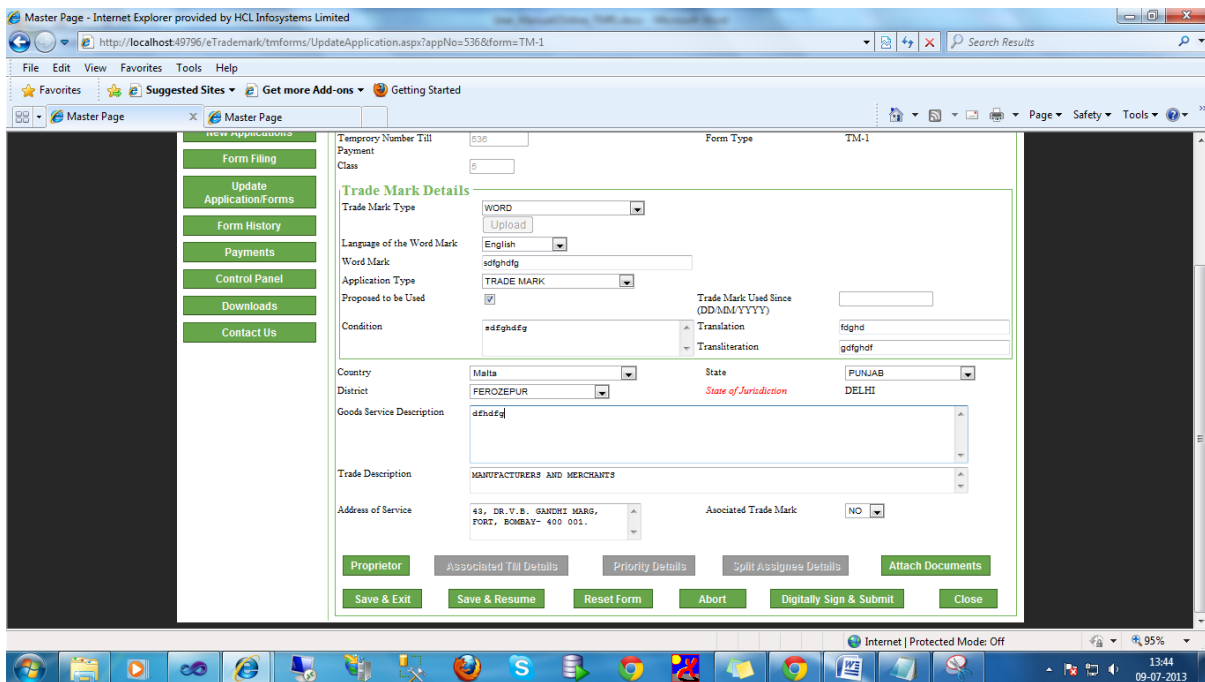 Master Page - Internet Explorer provided by HCL Infosystems Limited
http://localhost:49796/eTrademark/tmforms/UpdateApplication.aspx?appNo=536&form=TM-1
Search Results
File Edit View Favorites Tools Help
Favorites Suggested Sites Get more Add-ons Getting Started
Master Page Master Page Page Safety Tools
New Applications
Form Filing
Update
Application/Forms
Form History
Payments
Control Panel
Downloads
Contact Us
Temprory Number Till
Payment
536
Form Type TM-1
Class 5
Trade Mark Details
Trade Mark Type WORD
Upload
Language of the Word Mark English
Word Mark sdfghdfg
Application Type TRADE MARK
Proposed to be Used
Trade Mark Used Since
(DD/MM/YYYY)
Condition sdfghdfg
Translation fdghd
Transliteration gdfghdf
Country Malta State PUNJAB
District FEROZEPUR State of Jurisdiction DELHI
Goods Service Description dfhdfg
Trade Description MANUFACTURERS AND MERCHANTS
Address of Service
43, DR.V.B. GANDHI MARG,
FORT, BOMBAY- 400 001.
Asociated Trade Mark NO
Proprietor Associated TM Details Priority Details Split Assignee Details Attach Documents
Save & Exit Save & Resume Reset Form Abort Digitally Sign & Submit Close
Internet | Protected Mode: Off 95%
13:44
09-07-2013